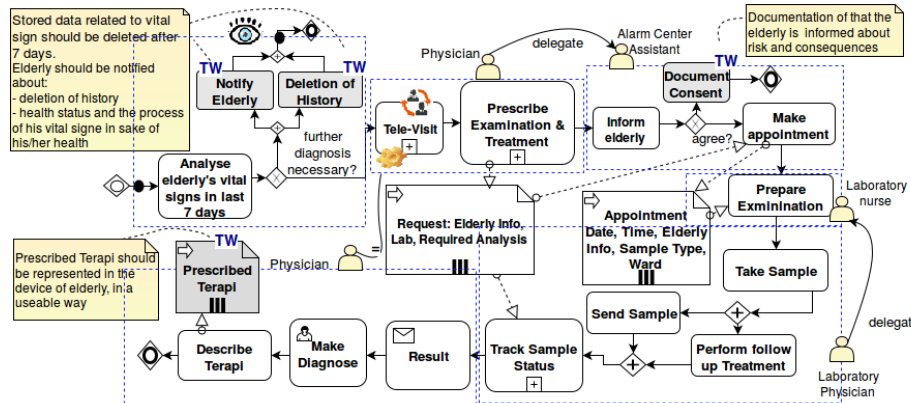 Stored data related to vital
sign should be deleted after
7 days.
Elderly should be notified
about:
- deletion of history
- health status and the process
of his vital signe in sake of
his/her health
TW
Notify
Elderly
TW
Deletion of
History
further
diagnosis
necessary?
Analyse
elderly's vital
signs in last
7 days
Tele-Visit
Physician
delegate
Alarm Center
Assistant
Prescribe
Examination &
Treatment
Documentation of that the
elderly is informed about
risk and consequences
TW
Document
Consent
Inform
elderly
agree?
Make
appointment
Prepare
Exminination
Laboratory
nurse
Request: Elderly Info,
Lab, Required Analysis
Appointment
Date, Time, Elderly
Info, Sample Type,
Ward
Physician
=
Prescribed Terapi should
be represented in the
device of elderly, in a
useable way
TW
Prescribed
Terapi
Take Sample
Send Sample
Perform follow
up Treatment
delegat
Labratory
Physician
Describe
Terapi
Make
Diagnose
Result
Track Sample
Status